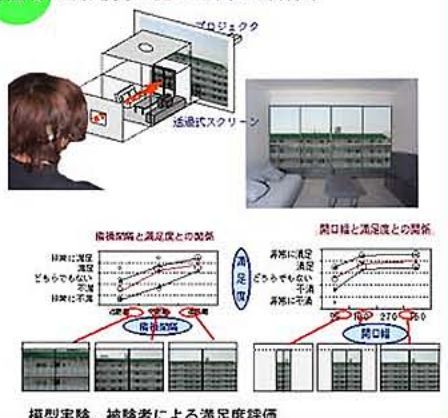 プロジェクタ
透過式スクリーン
隣棟間隔と満足度との関係
開口幅と満足度との関係
非常に満足
満足
どちらでもない
不満
非常に不満
満足度
非常に満足
満足
どちらでもない
不満
非常に不満
90 180 270 360
隣棟間隔
開口幅
模型実験、被験者による満足度評価